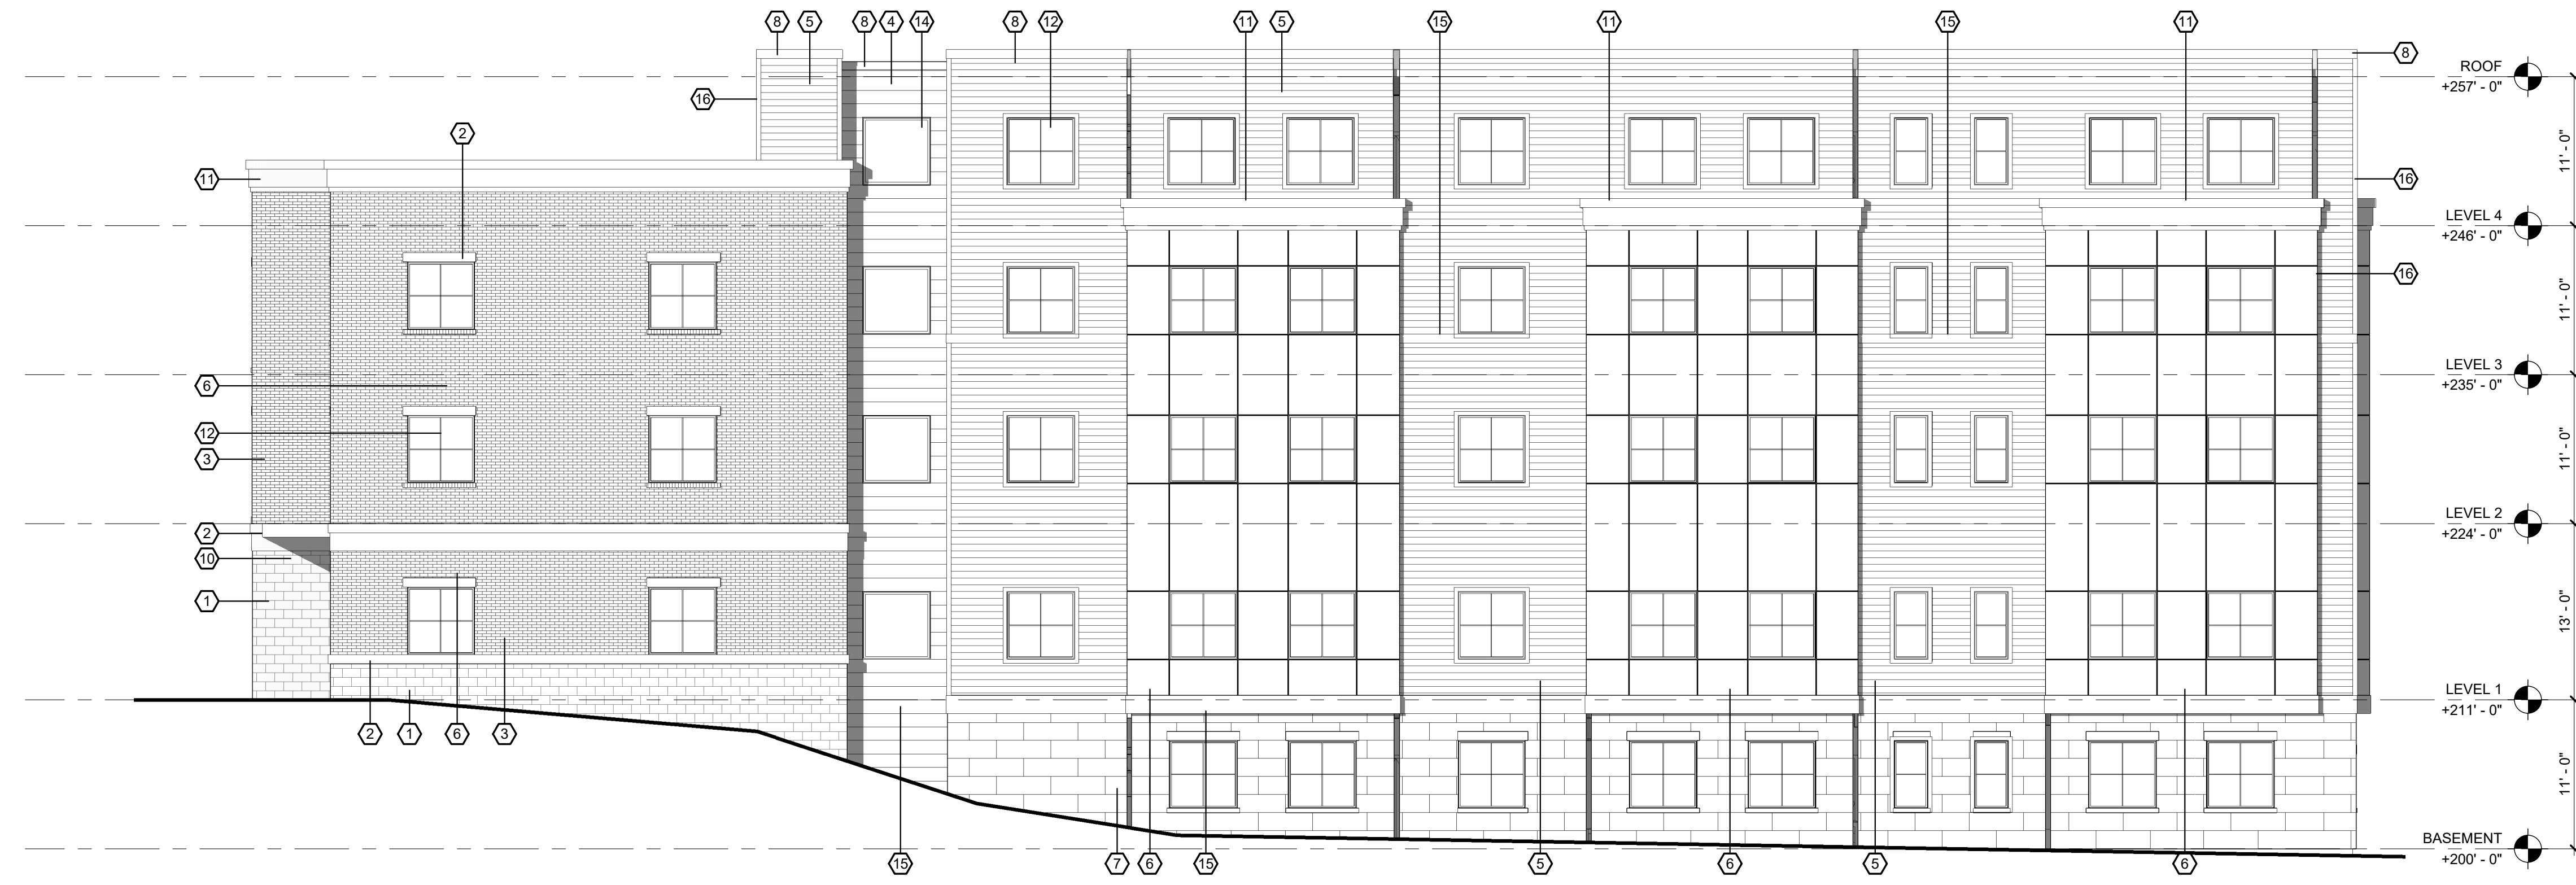 8 5 8 4 14 8 12 11 5 15 11 15 11 8
ROOF
+257' - 0"
16
2
11' - 0"
11
16
LEVEL 4
+246' - 0"
16
11' - 0"
LEVEL 3
+235' - 0"
6
12
11' - 0"
3
LEVEL 2
+224' - 0"
2
10
1
13' - 0"
LEVEL 1
+211' - 0"
2 1 6 3
11' - 0"
BASEMENT
+200' - 0"
15 7 6 15 5 6 5 6